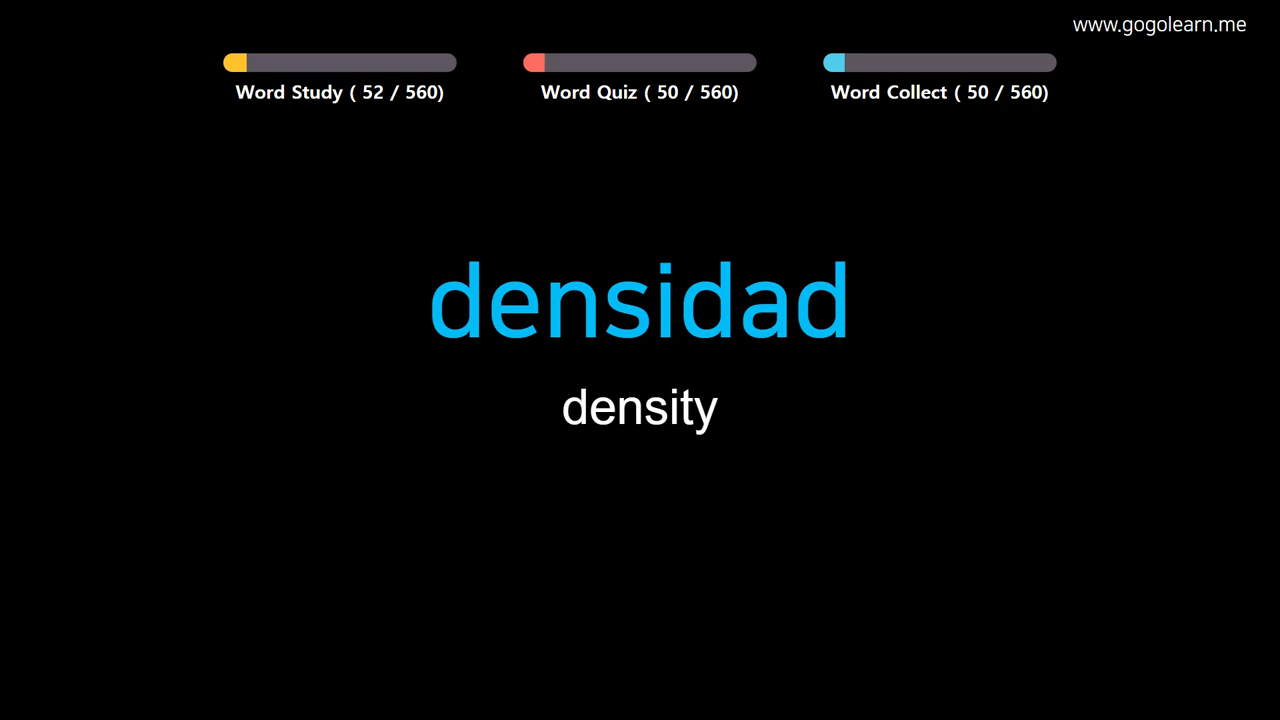 www.gogolearn.me
Word Study ( 52 / 560)
Word Quiz ( 50 / 560)
Word Collect ( 50 / 560)
densidad
density